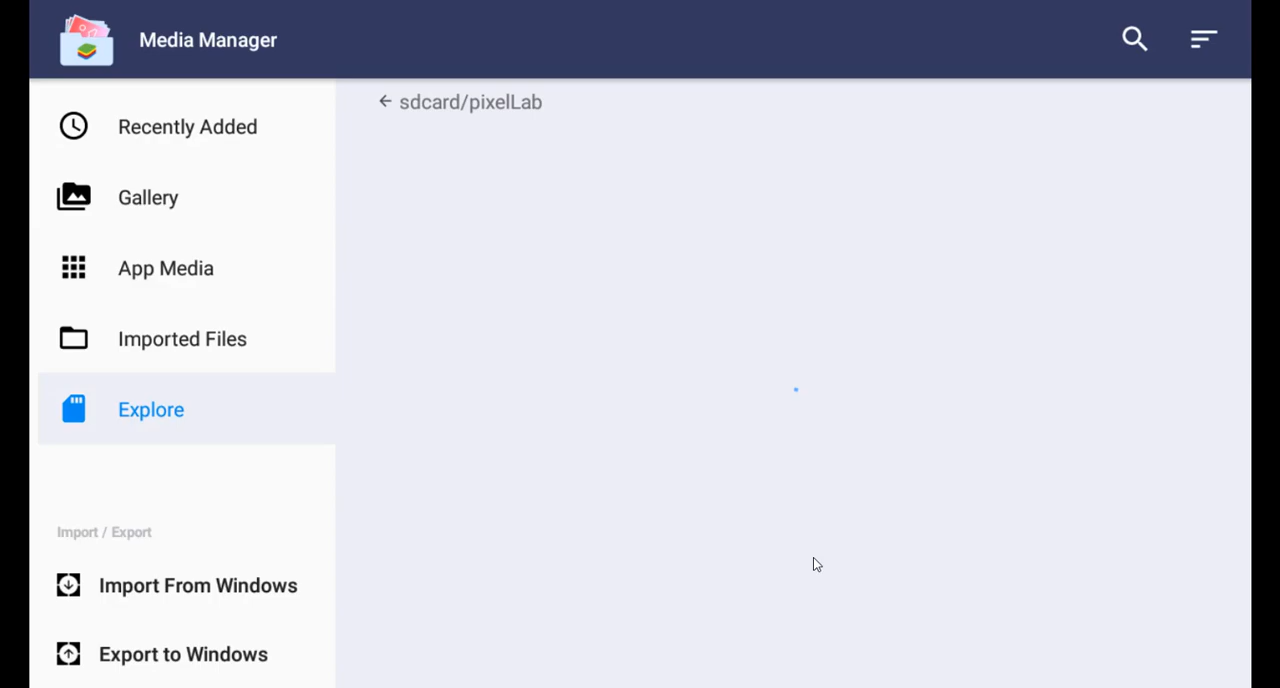 Media Manager
sdcard/pixelLab
Recently Added
Gallery
App Media
Imported Files
Explore
Import / Export
Import From Windows
Export to Windows